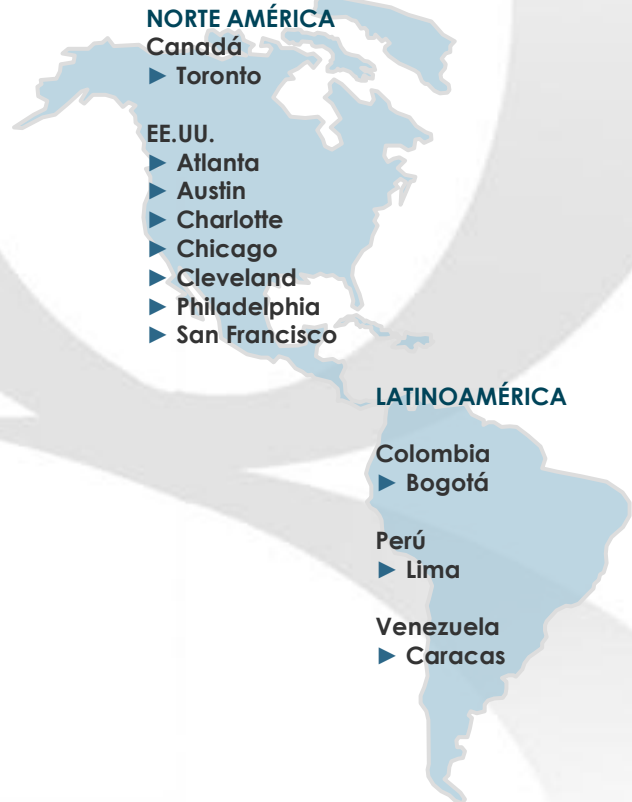 NORTE AMÉRICA
Canadá
► Toronto
EE.UU.
► Atlanta
► Austin
► Charlotte
► Chicago
► Cleveland
► Philadelphia
► San Francisco
LATINOAMÉRICA
Colombia
► Bogotá
Perú
► Lima
Venezuela
► Caracas